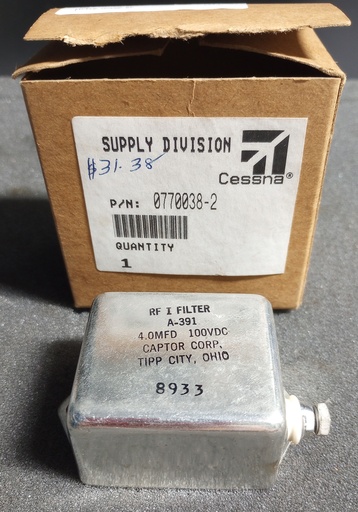 SUPPLY DIVISION
$31.38
Cessna®
P/N: 0770038-2
QUANTITY
1
RF I FILTER
A-391
4.0MFD 100VDC
CAPTOR CORP.
TIPP CITY, OHIO
8933